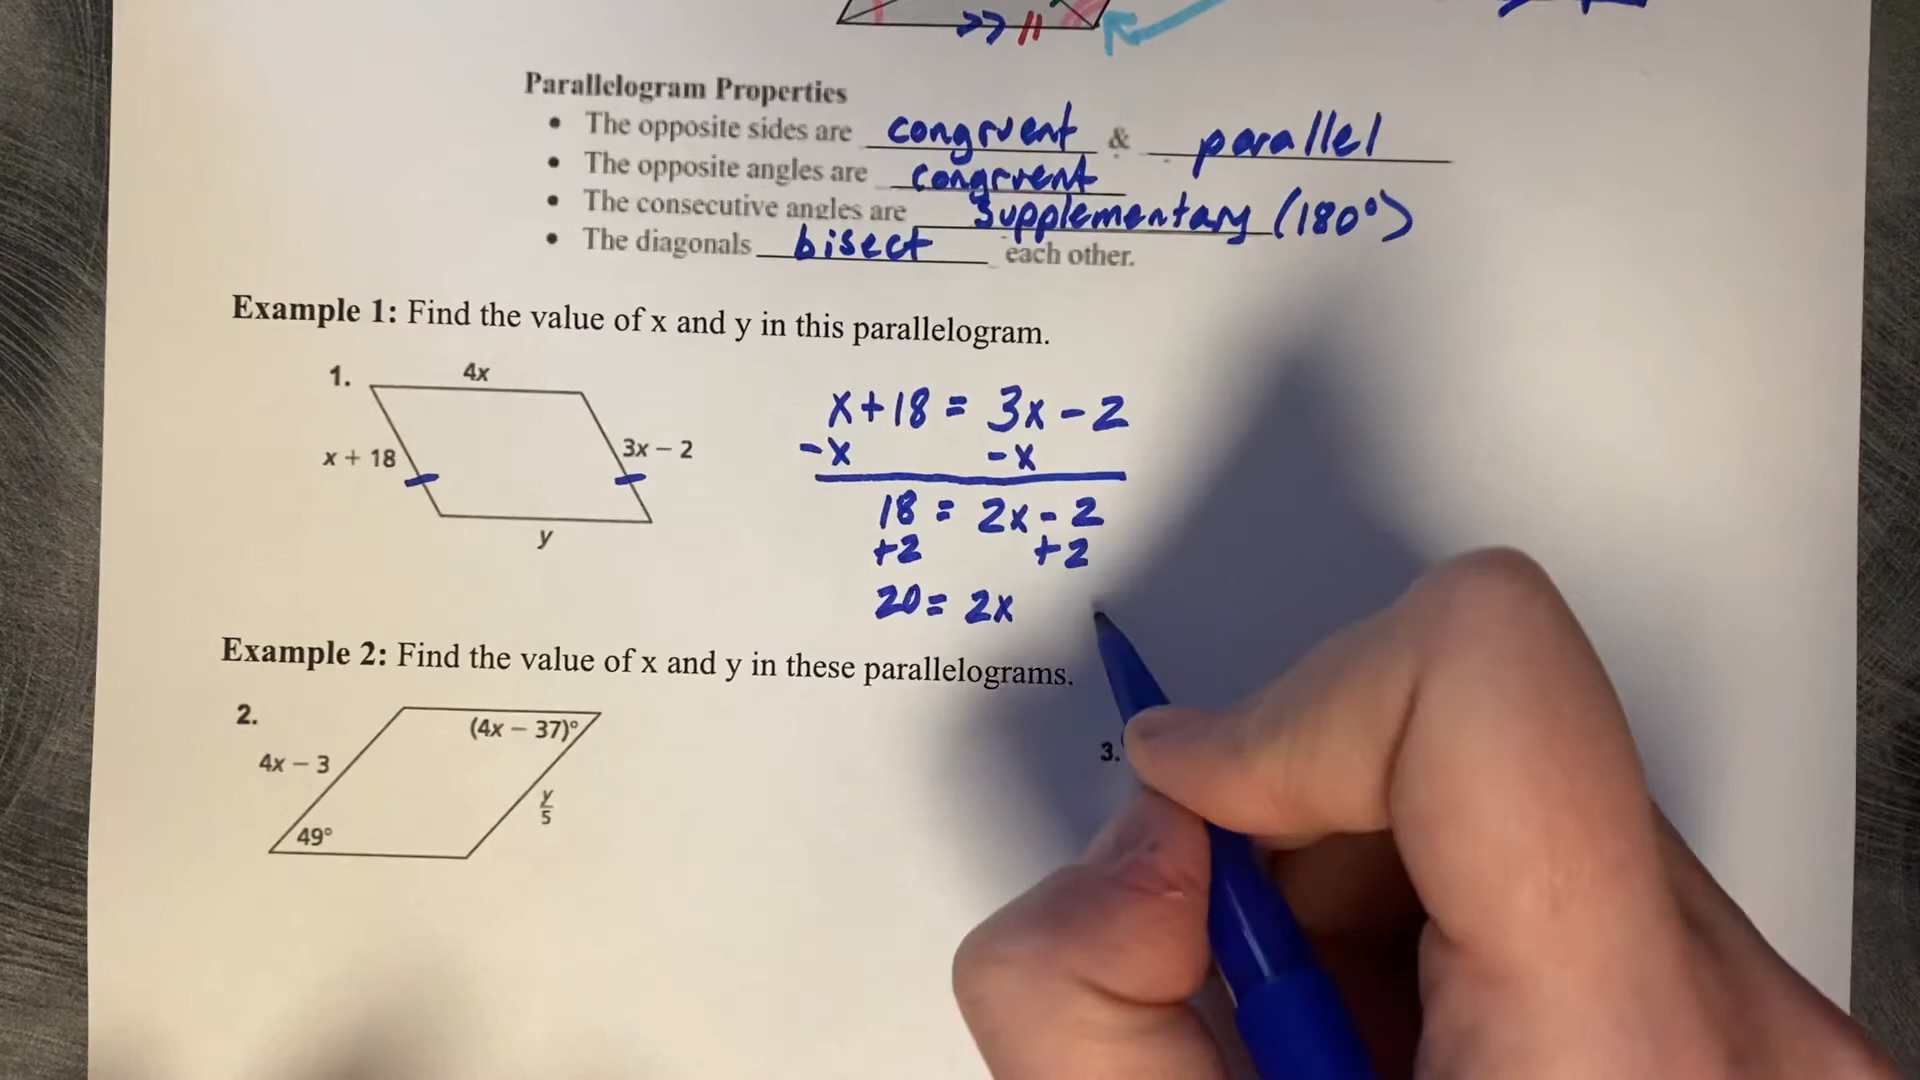 Parallelogram Properties
• The opposite sides are congruent & parallel
• The opposite angles are congruent
• The consecutive angles are supplementary (180°)
• The diagonals bisect each other.
Example 1: Find the value of x and y in this parallelogram.
1.
4x
x + 18
3x – 2
y
x+18 = 3x-2
-x -x
18 = 2x-2
+2 +2
20 = 2x
Example 2: Find the value of x and y in these parallelograms.
2.
(4x – 37)°
4x – 3
y
5
49°
3.